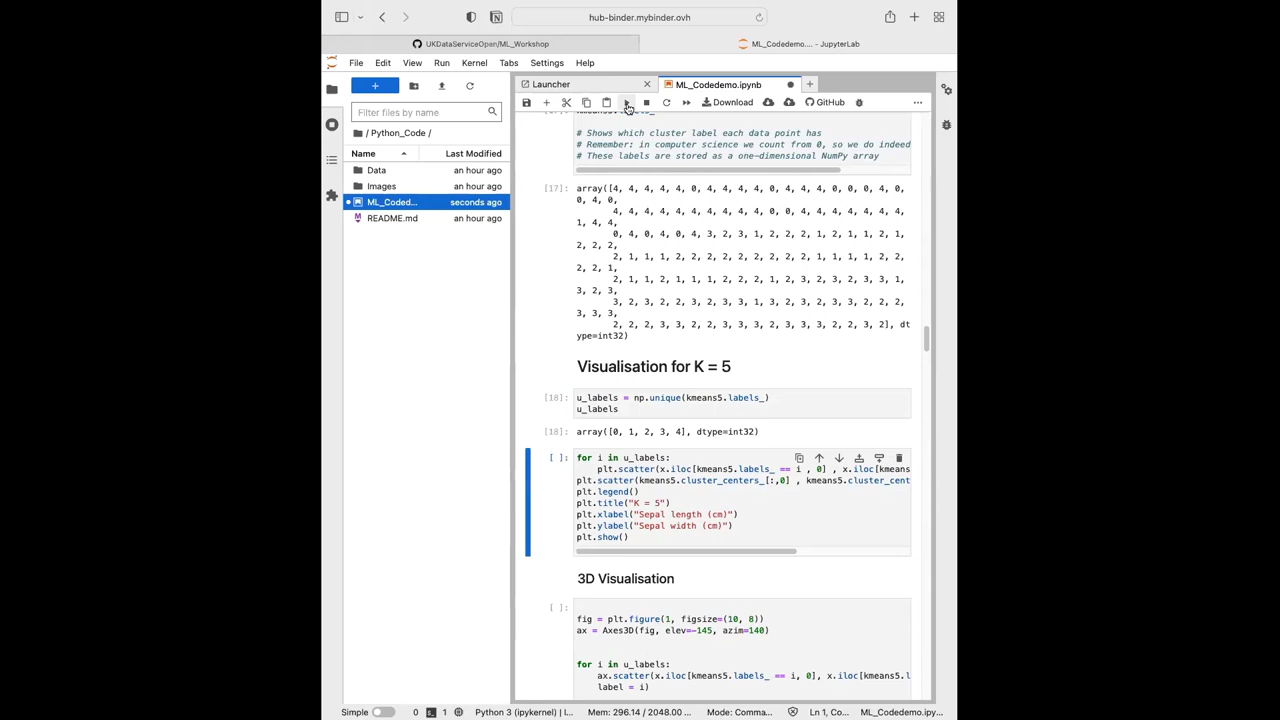 hub-binder.mybinder.ovh
UKDataServiceOpen/ML_Workshop
ML_Codedemo.... - JupyterLab
File Edit View Run Kernel Tabs Settings Help
Launcher
ML_Codedemo.ipynb
Download
GitHub
Filter files by name
/ Python_Code /
Name Last Modified
Data an hour ago
Images an hour ago
ML_Coded... seconds ago
README.md an hour ago
# Shows which cluster label each data point has
# Remember: in computer science we count from 0, so we do indeed
# These labels are stored as a one-dimensional NumPy array
[17]: array([4, 4, 4, 4, 4, 0, 4, 4, 4, 4, 0, 4, 4, 4, 0, 0, 0, 4, 0,
0, 4, 0,
4, 4, 4, 4, 4, 4, 4, 4, 4, 4, 0, 0, 4, 4, 4, 4, 4, 4, 4,
1, 4, 4,
0, 4, 0, 4, 0, 4, 3, 2, 3, 1, 2, 2, 2, 1, 2, 1, 1, 2, 1,
2, 2, 2,
2, 1, 1, 2, 2, 2, 2, 2, 2, 2, 2, 2, 1, 1, 1, 1, 2, 2,
2, 2, 1,
2, 1, 1, 2, 1, 1, 1, 2, 2, 2, 1, 2, 3, 2, 3, 2, 3, 3, 1,
3, 2, 3,
3, 2, 3, 2, 2, 3, 2, 3, 3, 1, 3, 2, 3, 2, 3, 3, 2, 2, 2,
3, 3, 3,
2, 2, 2, 3, 3, 2, 2, 3, 3, 3, 2, 3, 3, 3, 2, 2, 3, 2], dt
ype=int32)
Visualisation for K = 5
[18]: u_labels = np.unique(kmeans5.labels_)
u_labels
[18]: array([0, 1, 2, 3, 4], dtype=int32)
[ ]: for i in u_labels:
plt.scatter(x.iloc[kmeans5.labels_ == i , 0] , x.iloc[kmeans
plt.scatter(kmeans5.cluster_centers_[:,0] , kmeans5.cluster_cent
plt.legend()
plt.title("K = 5")
plt.xlabel("Sepal length (cm)")
plt.ylabel("Sepal width (cm)")
plt.show()
3D Visualisation
[ ]:
fig = plt.figure(1, figsize=(10, 8))
ax = Axes3D(fig, elev=-145, azim=140)
for i in u_labels:
ax.scatter(x.iloc[kmeans5.labels_ == i, 0], x.iloc[kmeans5.l
label = i)
Simple 0 1 Python 3 (ipykernel) | I... Mem: 296.14 / 2048.00 ... Mode: Comma... Ln 1, Co... ML_Codedemo.ipy...